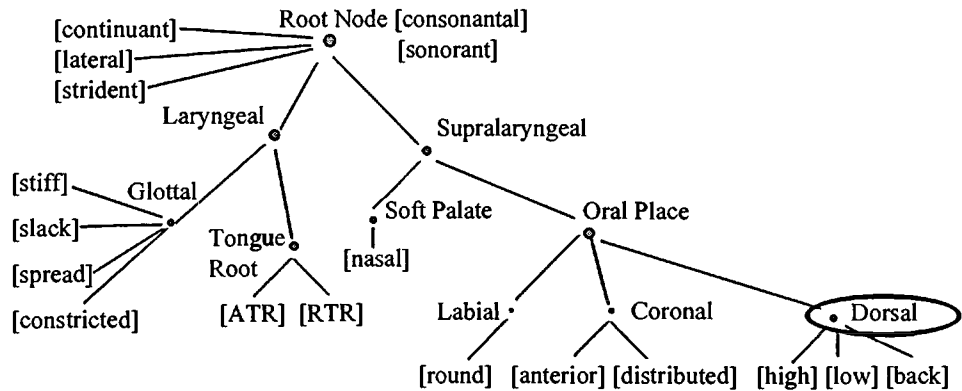 Root Node [consonantal]
[continuant]
[sonorant]
[lateral]
[strident]
Laryngeal
Supralaryngeal
[stiff]
Glottal
Soft Palate
Oral Place
[slack]
Tongue
Root
[nasal]
[spread]
[constricted]
[ATR] [RTR]
Labial
Coronal
Dorsal
[round]
[anterior] [distributed]
[high] [low] [back]